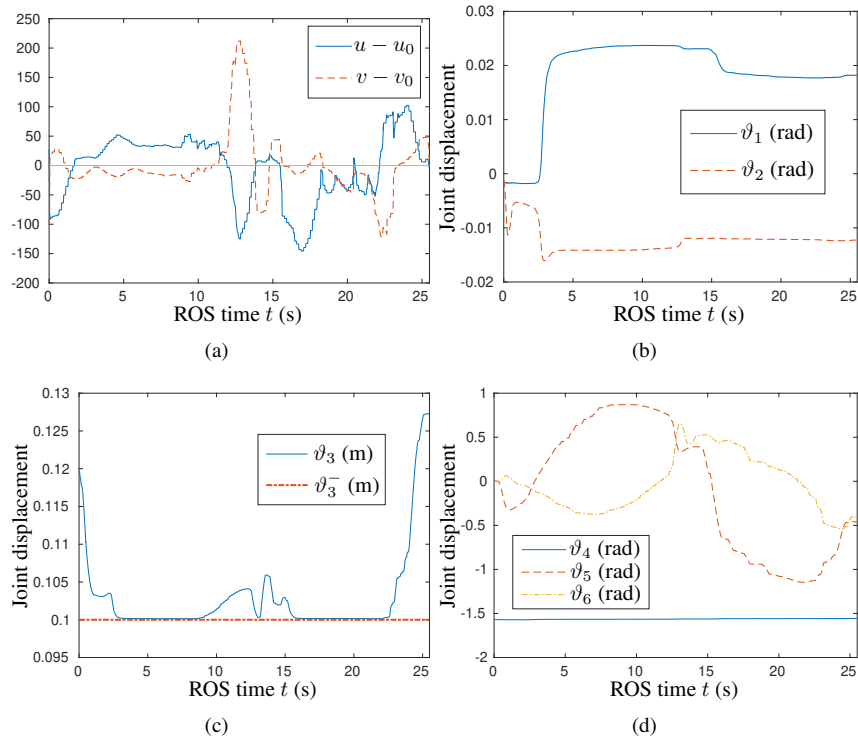 250
200
150
100
50
0
-50
-100
-150
-200
0 5 10 15 20 25
ROS time t (s)
u − u₀
v − v₀
(a)
Joint displacement
0.03
0.02
0.01
0
-0.01
-0.02
0 5 10 15 20 25
ROS time t (s)
ϑ₁ (rad)
ϑ₂ (rad)
(b)
Joint displacement
0.13
0.125
0.12
0.115
0.11
0.105
0.1
0.095
0 5 10 15 20 25
ROS time t (s)
ϑ₃ (m)
ϑ₃⁻ (m)
(c)
Joint displacement
1
0.5
0
-0.5
-1
-1.5
-2
0 5 10 15 20 25
ROS time t (s)
ϑ₄ (rad)
ϑ₅ (rad)
ϑ₆ (rad)
(d)